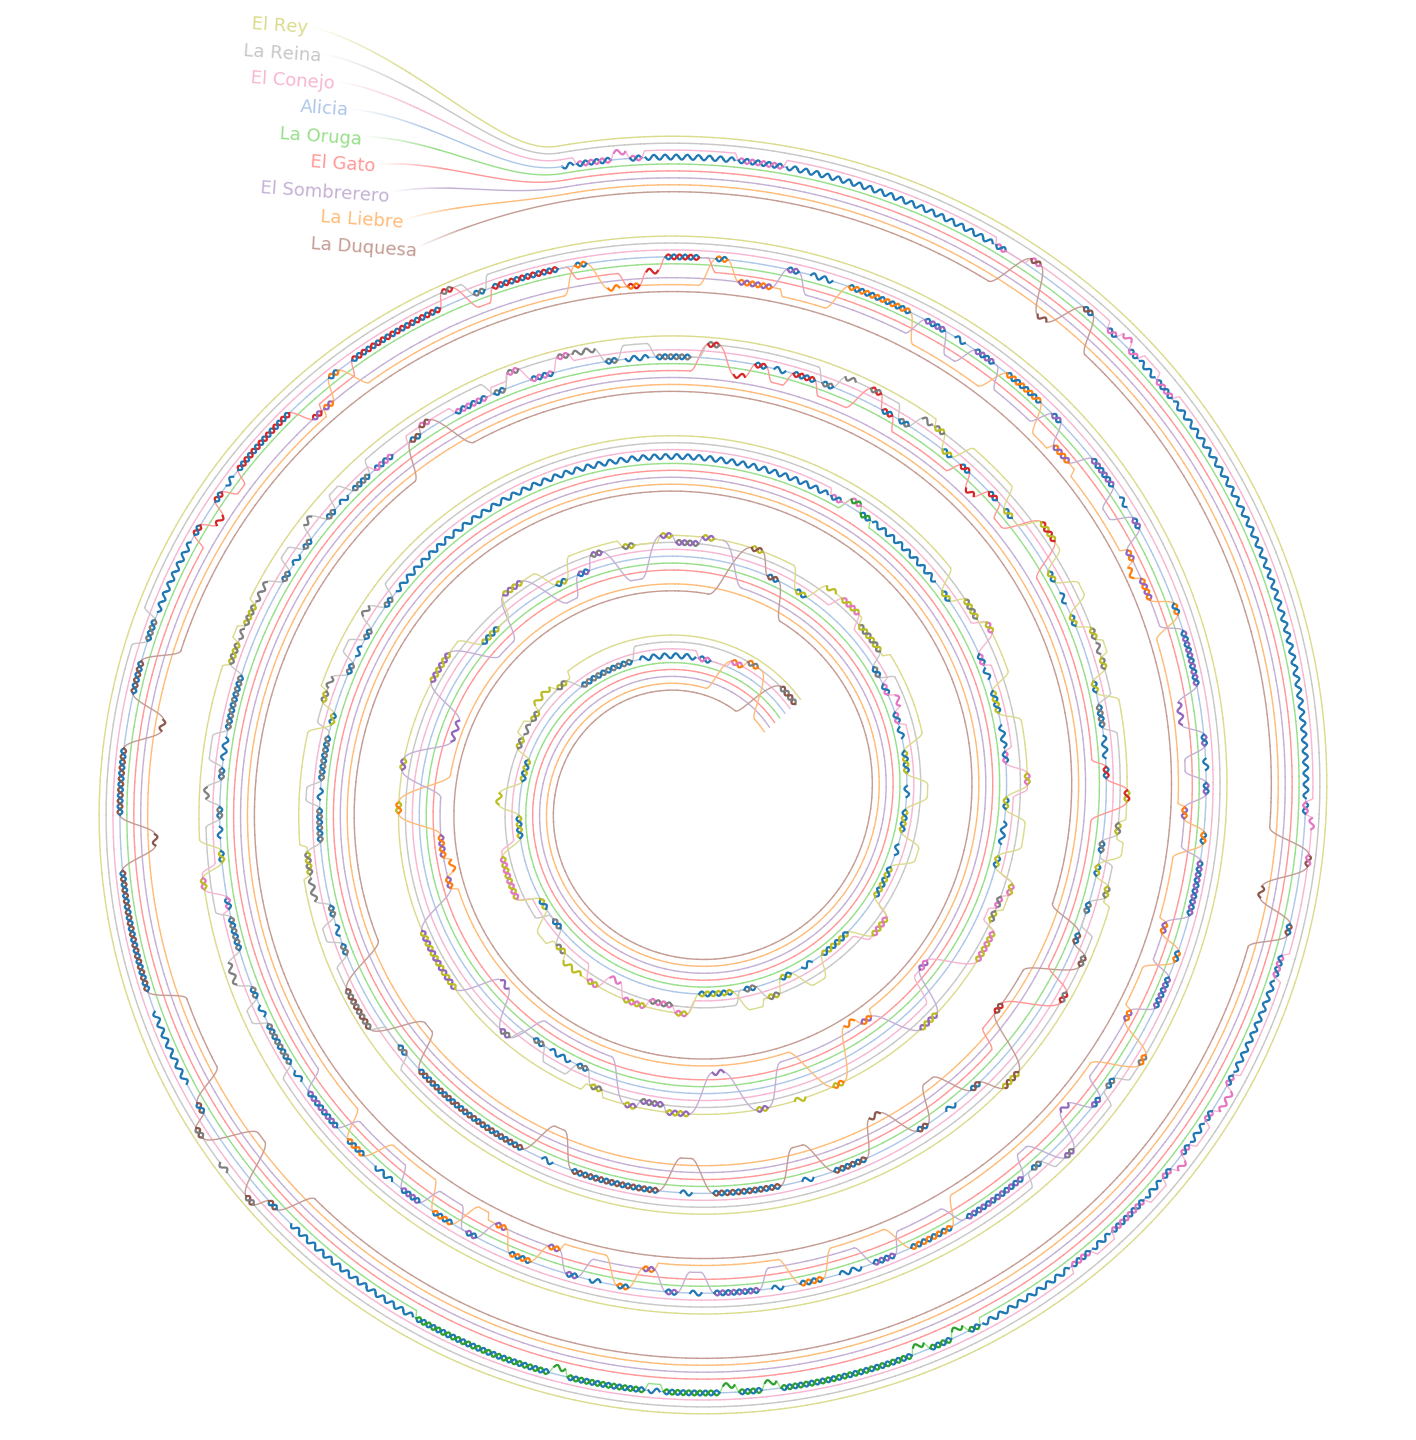 El Rey
La Reina
El Conejo
Alicia
La Oruga
El Gato
El Sombrerero
La Liebre
La Duquesa